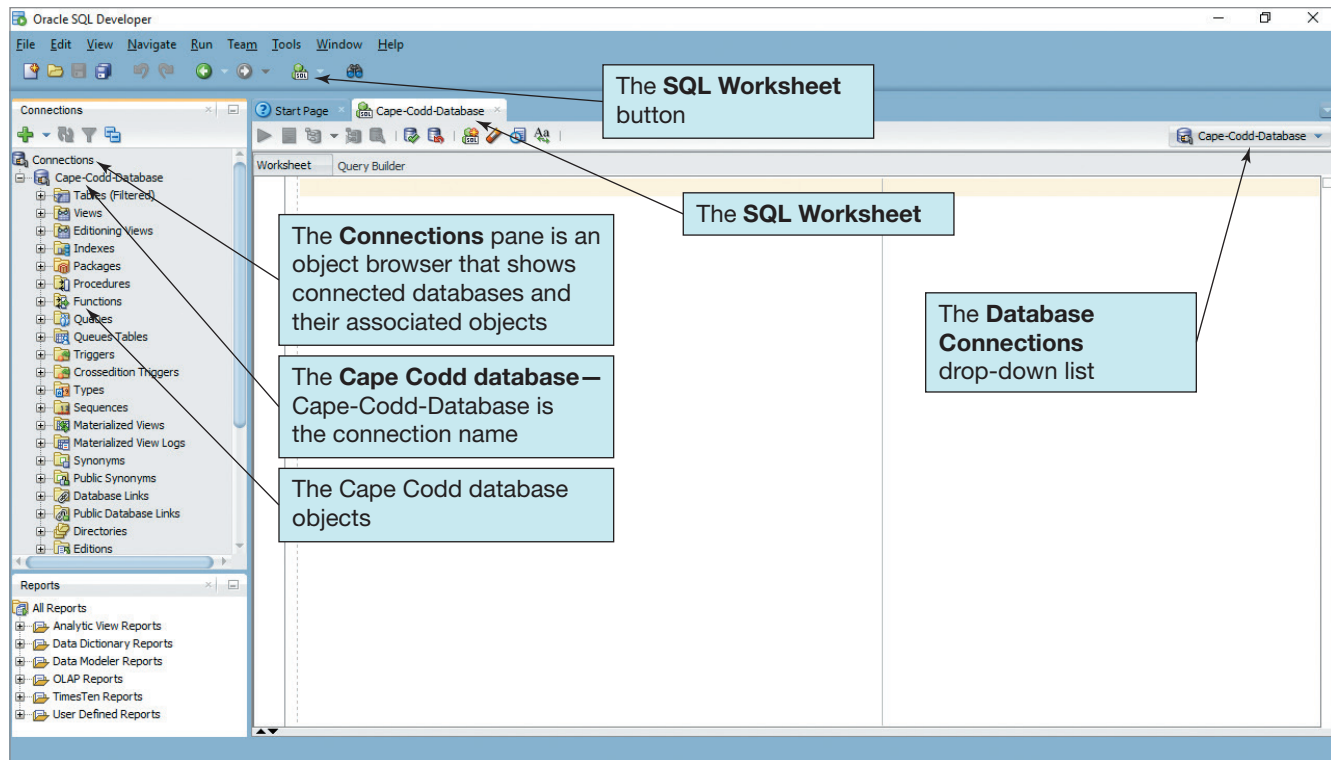 Oracle SQL Developer
File Edit View Navigate Run Team Tools Window Help
The SQL Worksheet
button
Connections
Start Page
Cape-Codd-Database
Cape-Codd-Database
Worksheet Query Builder
Connections
Cape-Codd-Database
Tables (Filtered)
Views
Editioning Views
Indexes
Packages
Procedures
Functions
Queues
Queues Tables
Triggers
Crossedition Triggers
Types
Sequences
Materialized Views
Materialized View Logs
Synonyms
Public Synonyms
Database Links
Public Database Links
Directories
Editions
The SQL Worksheet
The Connections pane is an
object browser that shows
connected databases and
their associated objects
The Database
Connections
drop-down list
The Cape Codd database—
Cape-Codd-Database is
the connection name
The Cape Codd database
objects
Reports
All Reports
Analytic View Reports
Data Dictionary Reports
Data Modeler Reports
OLAP Reports
TimesTen Reports
User Defined Reports